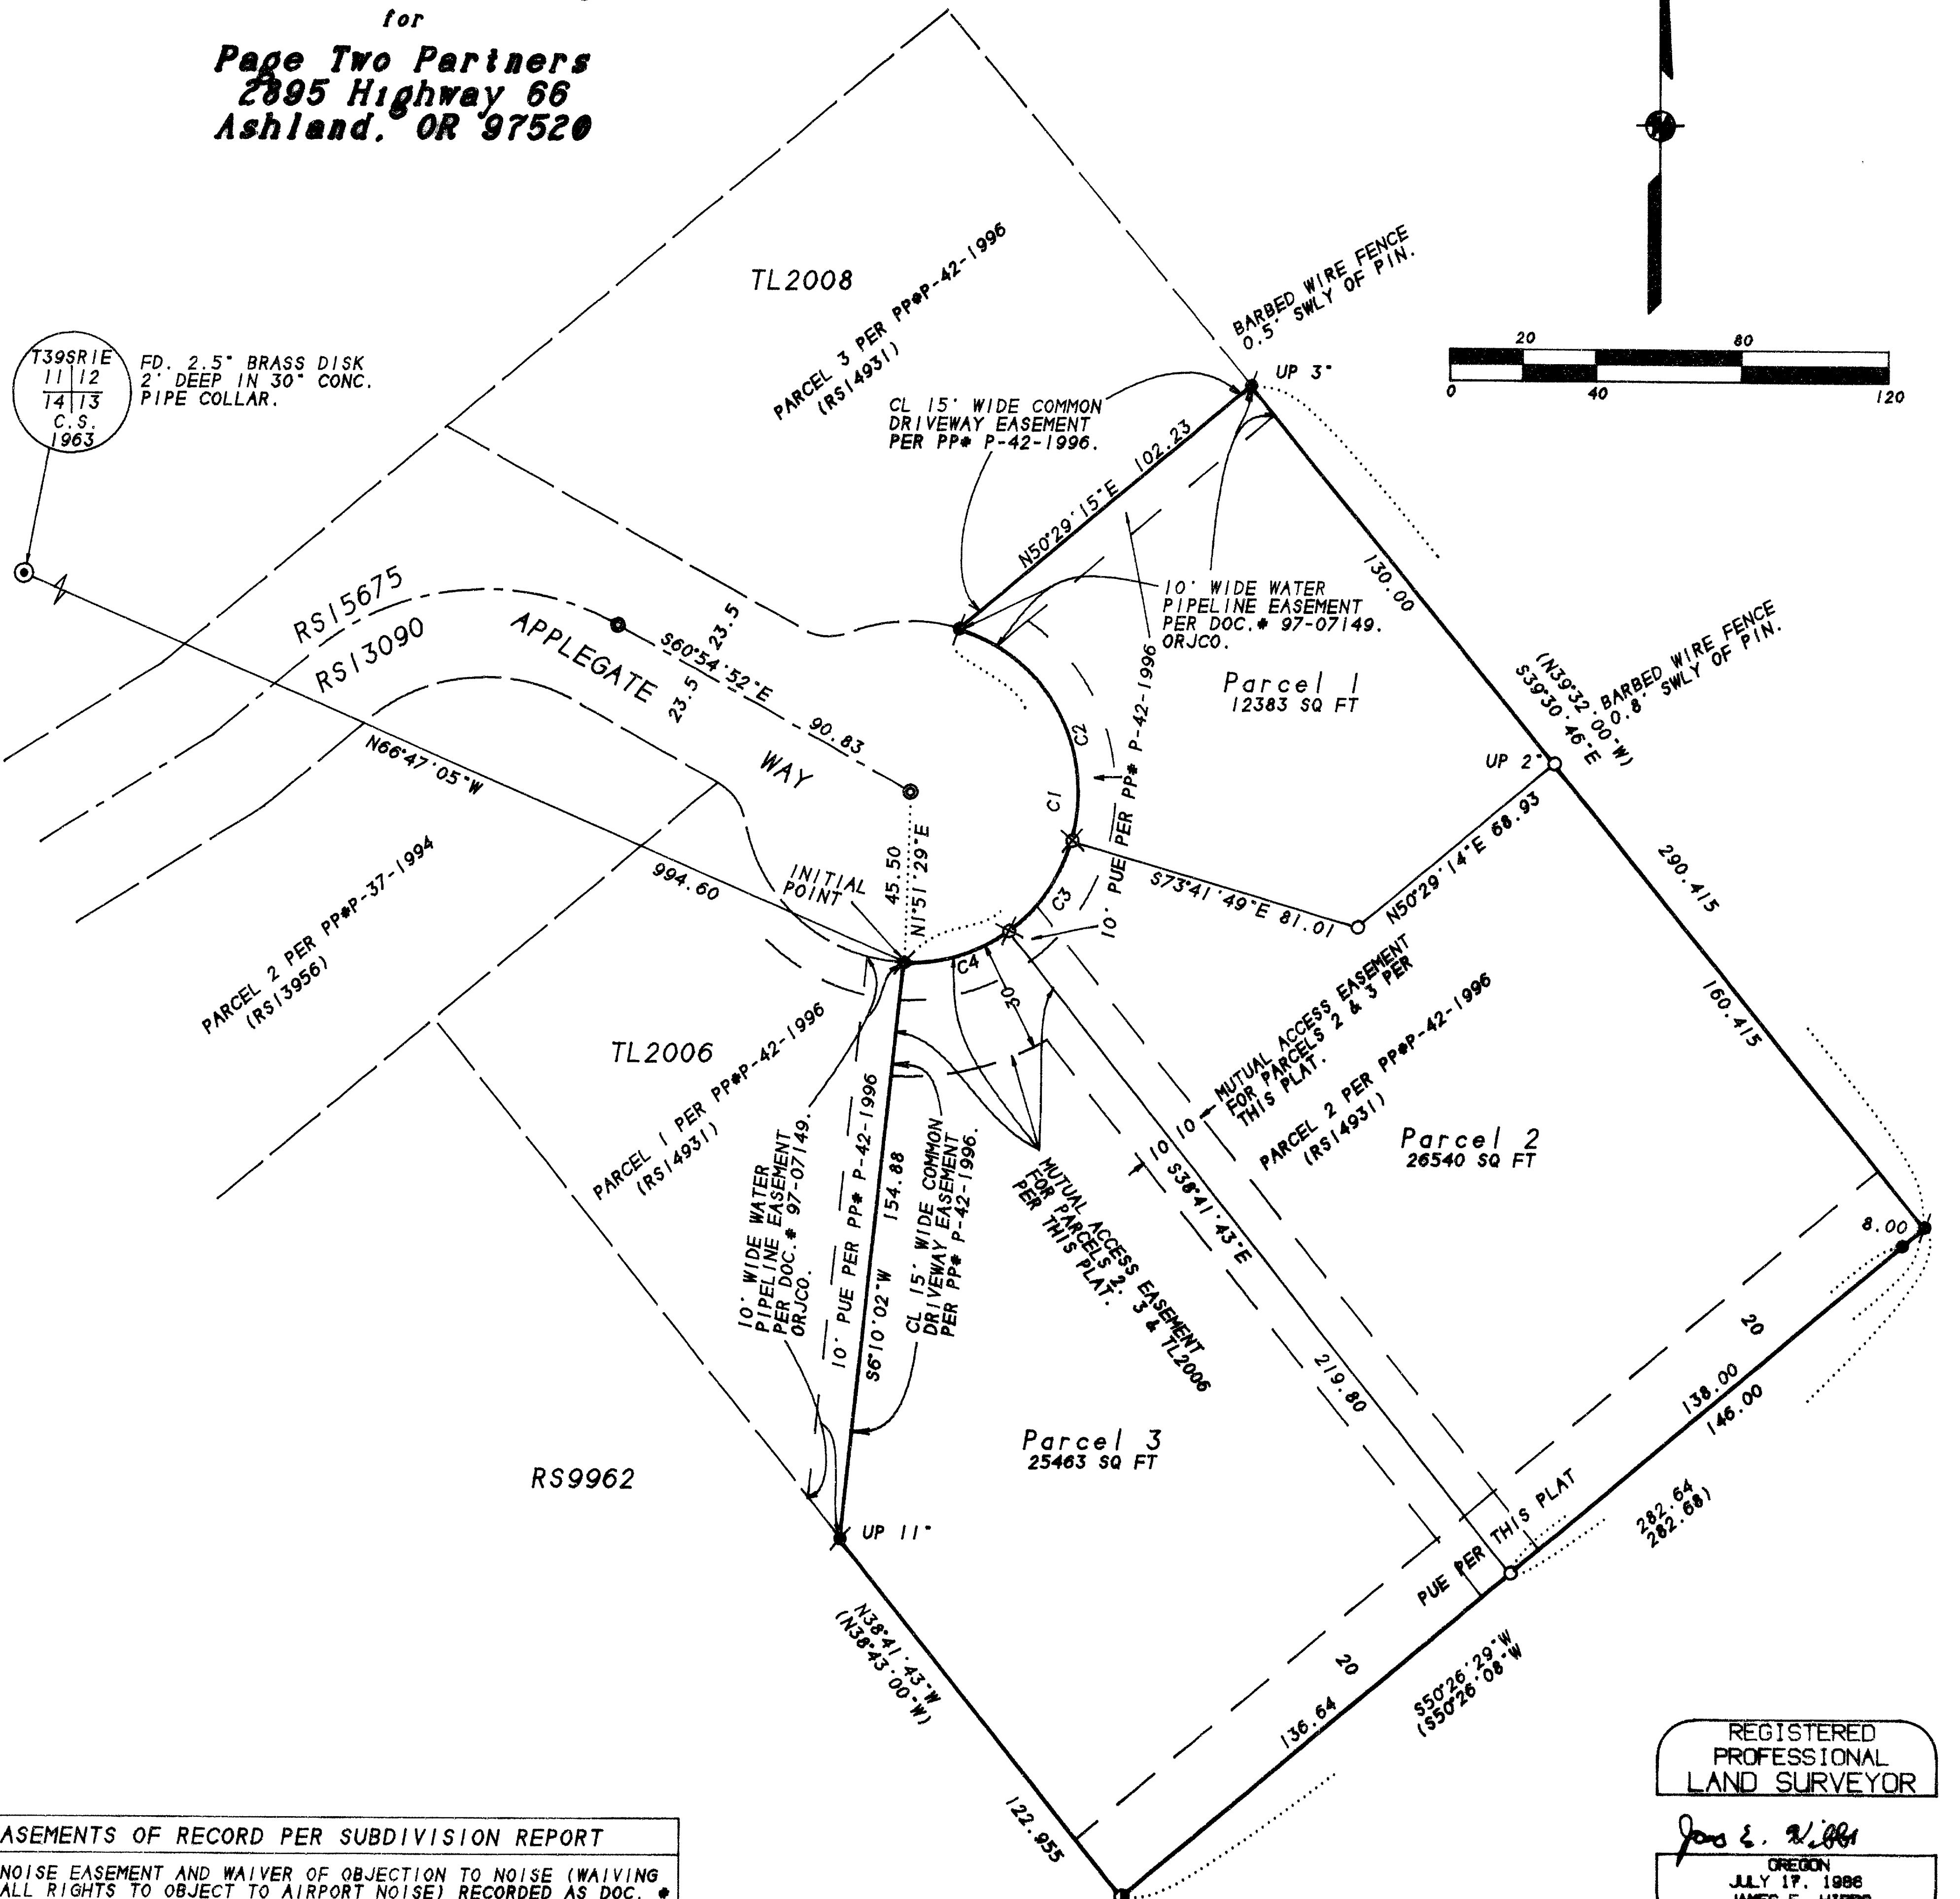 for
Page Two Partners
2895 Highway 66
Ashland, OR 97520
TL2008
PARCEL 3 PER PP#P-42-1996
(RS14931)
BARBED WIRE FENCE
0.5' SWLY OF PIN.
UP 3"
20
80
0
40
120
T39SR1E
11 12
14 13
C.S.
1963
FD. 2.5" BRASS DISK
2' DEEP IN 30" CONC.
PIPE COLLAR.
CL 15' WIDE COMMON
DRIVEWAY EASEMENT
PER PP# P-42-1996.
N50°29'15"E 102.23
130.00
10' WIDE WATER
PIPELINE EASEMENT
PER DOC.# 97-07149.
ORJCO.
RS15675
RS13090
APPLEGATE
WAY
23.5
23.5
S60°54'52"E
90.83
N66°47'05"W
994.60
INITIAL
POINT
45.50
N1°51'29"E
C2
C1
C3
C4
10' PUE PER PP# P-42-1996
Parcel 1
12383 SQ FT
(N39°32'00"W)
S39°30'46"E
BARBED WIRE FENCE
0.8' SWLY OF PIN.
UP 2"
S73°41'49"E 81.01
N50°29'14"E 68.93
290.415
160.415
PARCEL 2 PER PP#P-37-1994
(RS13956)
TL2006
PARCEL 1 PER PP#P-42-1996
(RS14931)
30
MUTUAL ACCESS EASEMENT
FOR PARCELS 2 & 3 PER
THIS PLAT.
PARCEL 2 PER PP#P-42-1996
(RS14931)
Parcel 2
26540 SQ FT
10' WIDE WATER
PIPELINE EASEMENT
PER DOC.# 97-07149.
ORJCO.
10' PUE PER PP# P-42-1996
S6°10'02"W 154.88
CL 15' WIDE COMMON
DRIVEWAY EASEMENT
PER PP# P-42-1996.
MUTUAL ACCESS EASEMENT
FOR PARCELS 2, 3 & TL2006
PER THIS PLAT.
10 10
10 S38°41'43"E
219.80
8.00
20
138.00
146.00
Parcel 3
25463 SQ FT
RS9962
UP 11"
PUE PER THIS PLAT
282.64
282.68)
N38°41'43"W
(N38°43'00"W)
20
136.64
S50°26'29"W
(S50°26'08"W
122.955
REGISTERED
PROFESSIONAL
LAND SURVEYOR
OREGON
JULY 17, 1986
JAMES E. HIBBS
ASEMENTS OF RECORD PER SUBDIVISION REPORT
NOISE EASEMENT AND WAIVER OF OBJECTION TO NOISE (WAIVING
ALL RIGHTS TO OBJECT TO AIRPORT NOISE) RECORDED AS DOC. #